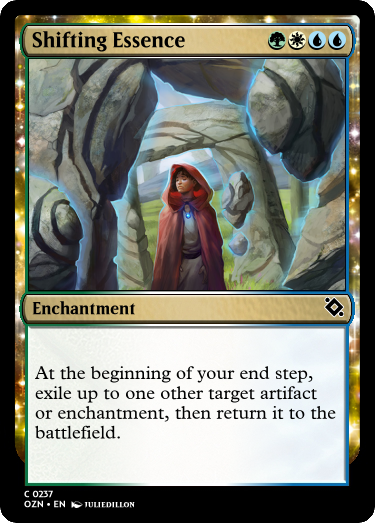 Shifting Essence
Enchantment
At the beginning of your end step,
exile up to one other target artifact
or enchantment, then return it to the
battlefield.
C 0237
OZN • EN JULIEDILLON